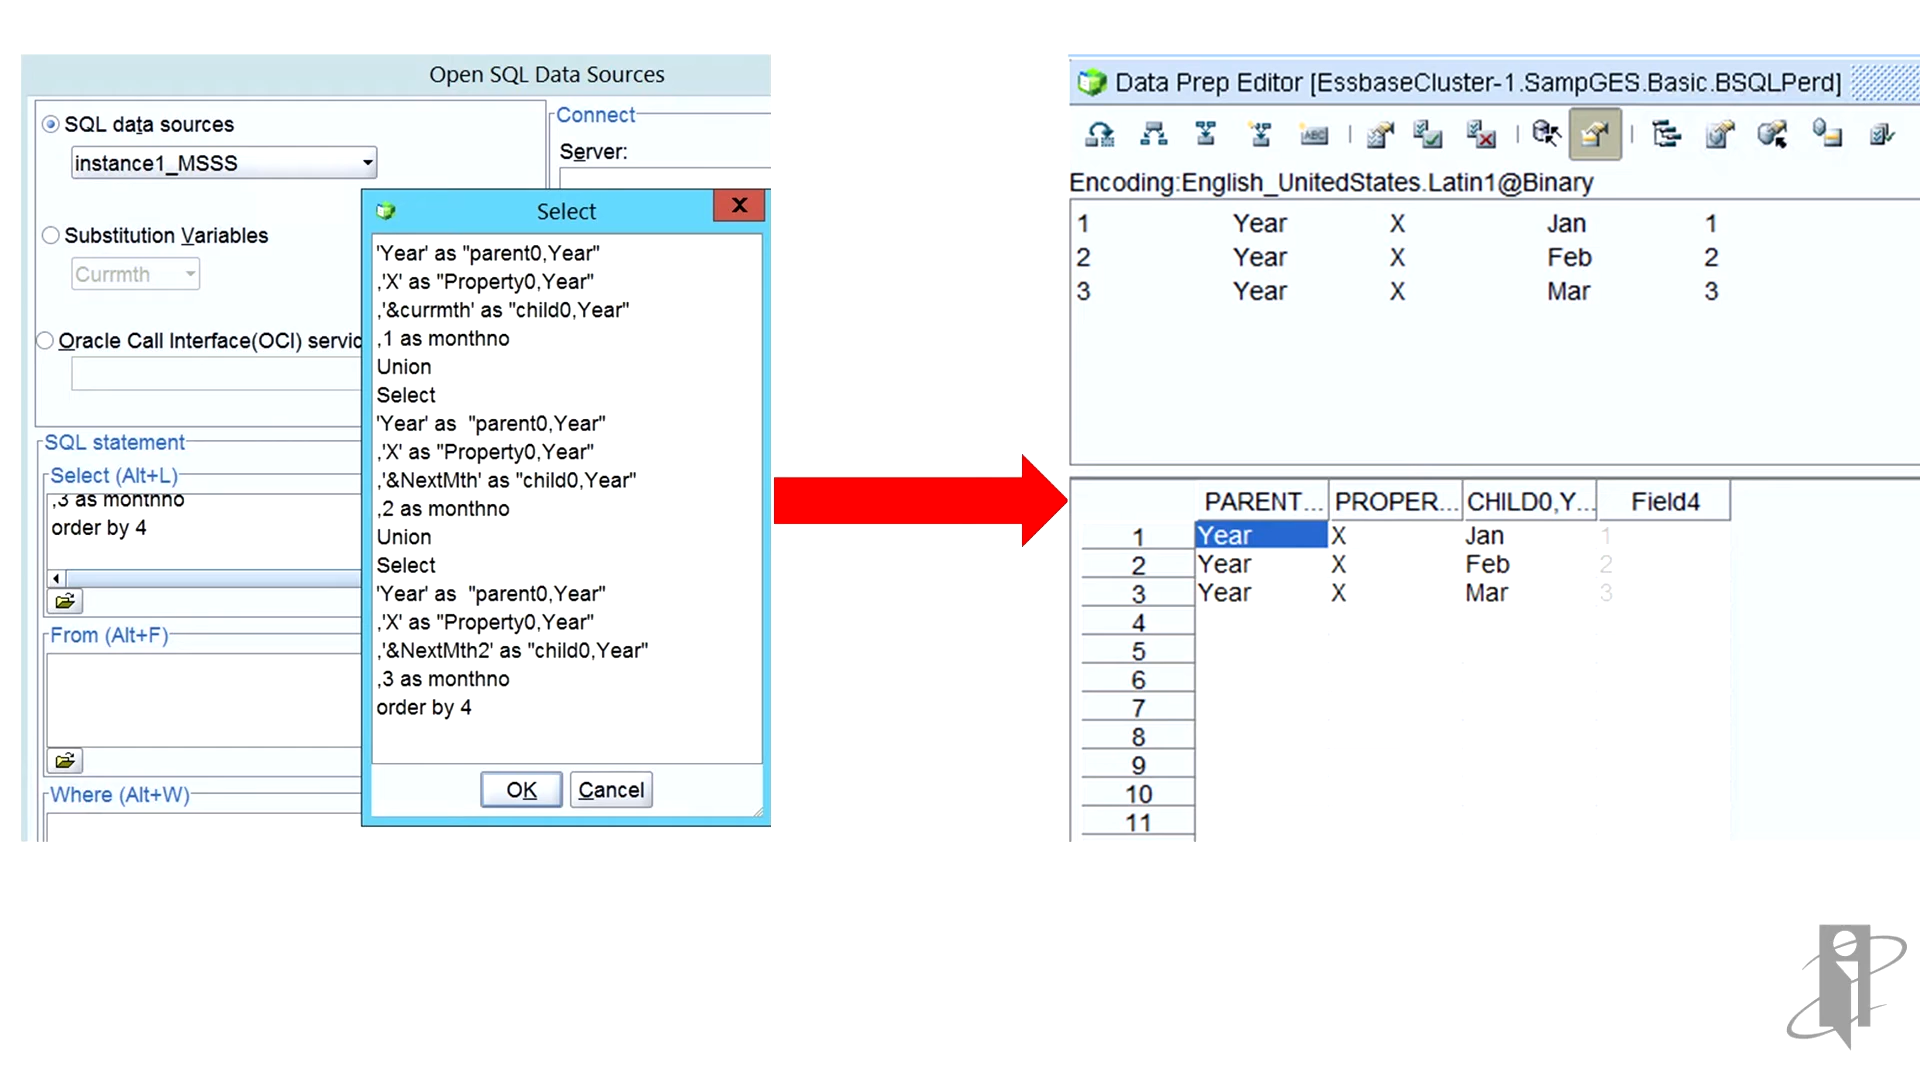 Open SQL Data Sources
SQL data sources
instance1_MSSS
Substitution Variables
Currmth
Oracle Call Interface(OCI) servic
Connect
Server:
SQL statement
Select (Alt+L)
,3 as monthno
order by 4
From (Alt+F)
Where (Alt+W)
Select
X
'Year' as "parent0,Year"
,'X' as "Property0,Year"
,'&currmth' as "child0,Year"
,1 as monthno
Union
Select
'Year' as  "parent0,Year"
,'X' as "Property0,Year"
,'&NextMth' as "child0,Year"
,2 as monthno
Union
Select
'Year' as  "parent0,Year"
,'X' as "Property0,Year"
,'&NextMth2' as "child0,Year"
,3 as monthno
order by 4
OK Cancel
Data Prep Editor [EssbaseCluster-1.SampGES.Basic.BSQLPerd]
ABC
Encoding:English_UnitedStates.Latin1@Binary
1 Year X Jan 1
2 Year X Feb 2
3 Year X Mar 3
PARENT... PROPER... CHILD0,Y... Field4
1 Year X Jan 1
2 Year X Feb 2
3 Year X Mar 3
4
5
6
7
8
9
10
11